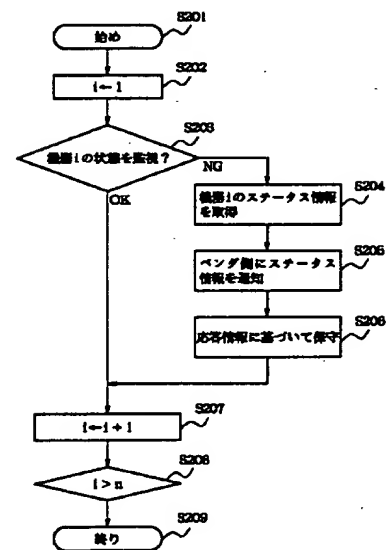 S201
始め
S202
i←1
S203
機器iの状態を監視?
NG
OK
S204
機器iのステータス情報
を取得
S205
ベンダ側にステータス
情報を通知
S206
応答情報に基づいて保守
S207
i←i+1
S208
i>n
S209
終り